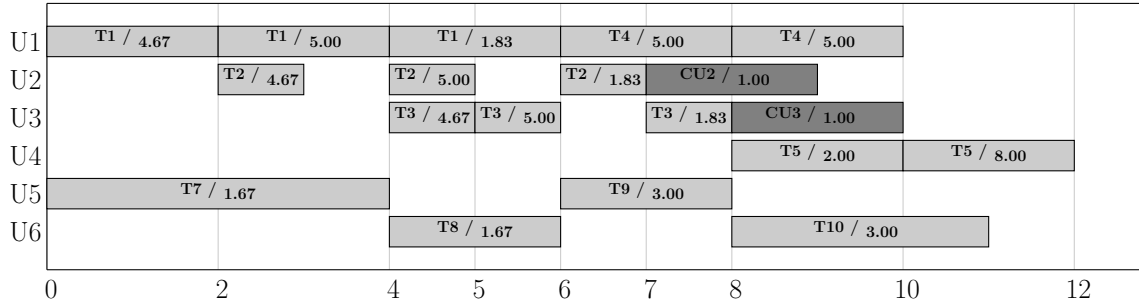 U1 T1 / 4.67 T1 / 5.00 T1 / 1.83 T4 / 5.00 T4 / 5.00
U2 T2 / 4.67 T2 / 5.00 T2 / 1.83 CU2 / 1.00
U3 T3 / 4.67 T3 / 5.00 T3 / 1.83 CU3 / 1.00
U4 T5 / 2.00 T5 / 8.00
U5 T7 / 1.67 T9 / 3.00
U6 T8 / 1.67 T10 / 3.00
0 2 4 5 6 7 8 10 12